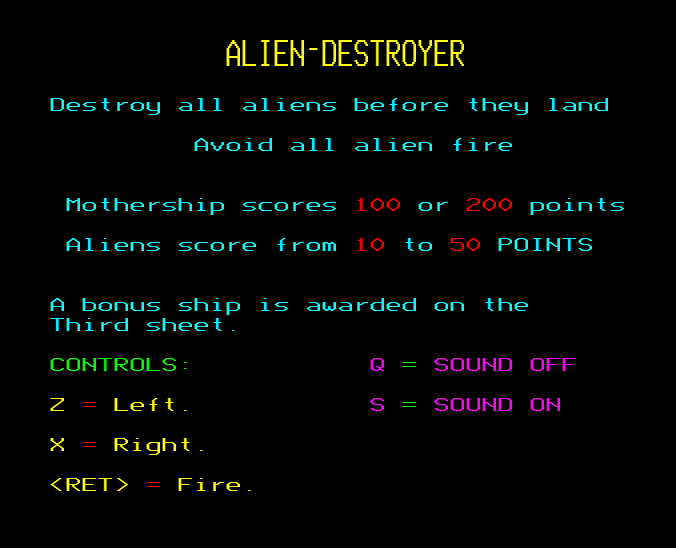 ALIEN-DESTROYER
Destroy all aliens before they land
Avoid all alien fire
Mothership scores 100 or 200 points
Aliens score from 10 to 50 POINTS
A bonus ship is awarded on the
Third sheet.
CONTROLS: Q = SOUND OFF
Z = Left. S = SOUND ON
X = Right.
<RET> = Fire.